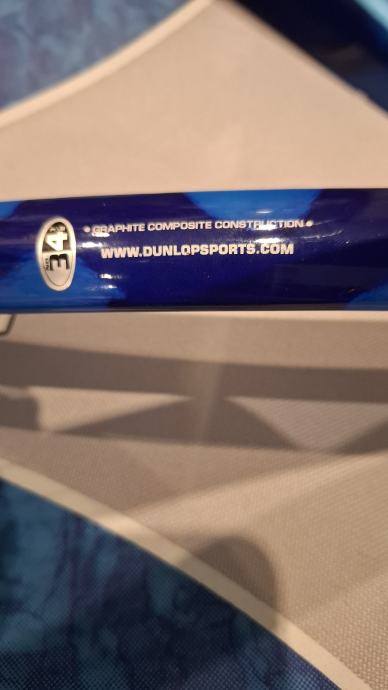 • GRAPHITE COMPOSITE CONSTRUCTION •
WWW.DUNLOPSPORTS.COM
34